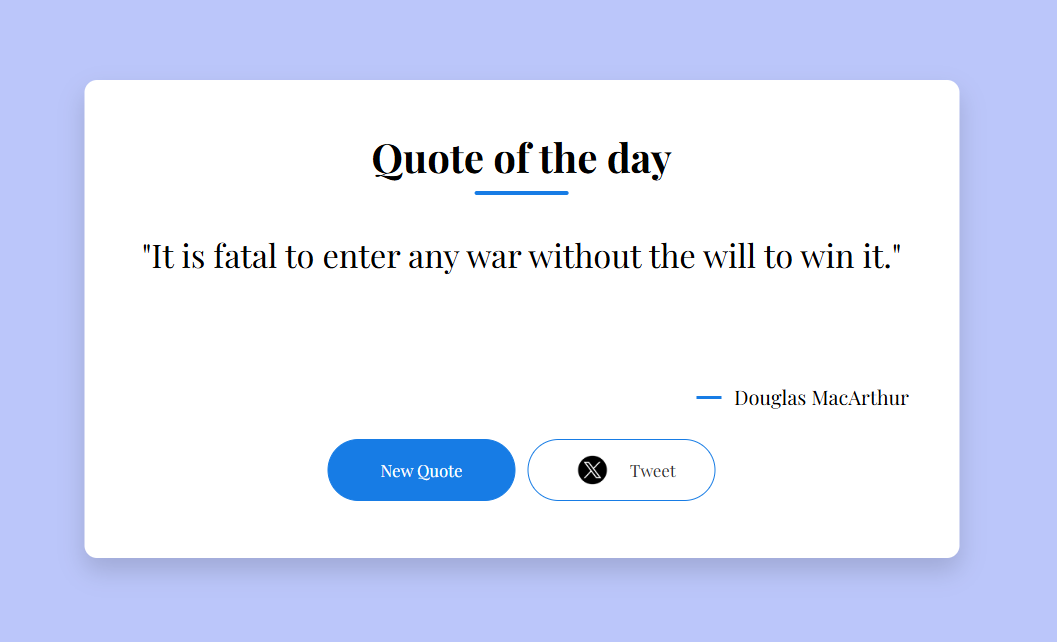 Quote of the day
"It is fatal to enter any war without the will to win it."
Douglas MacArthur
New Quote
Tweet